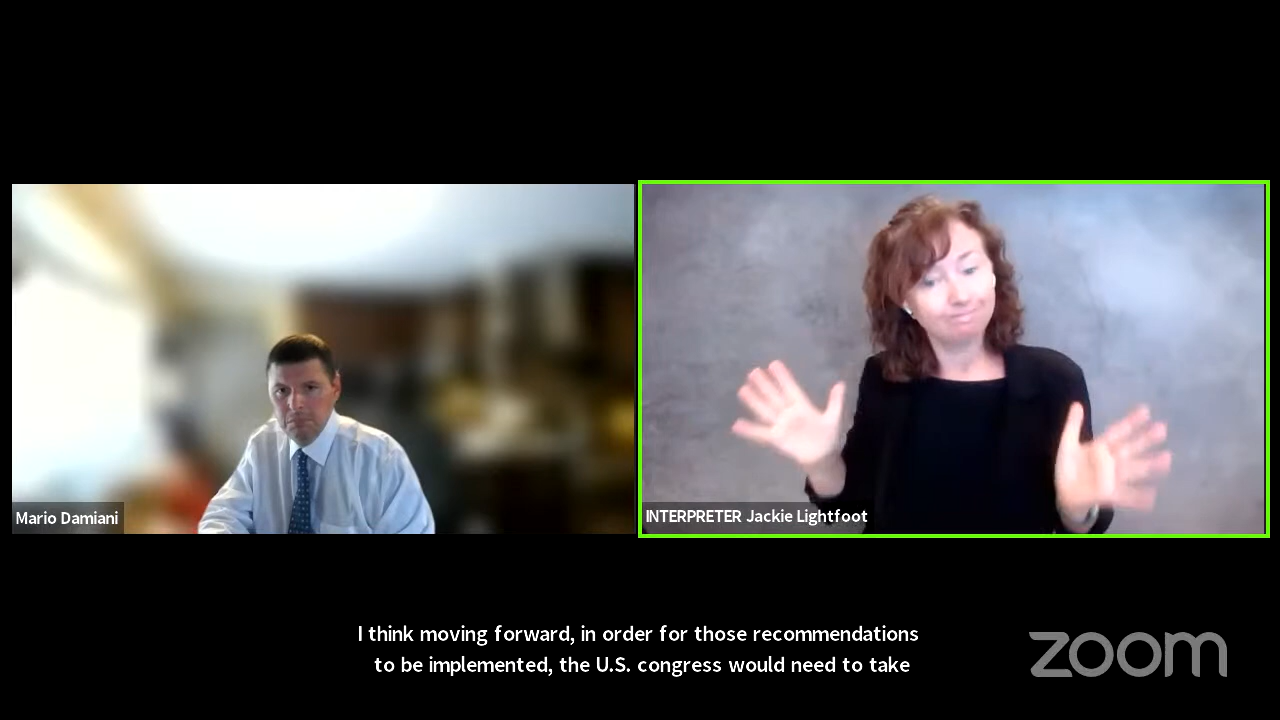 Mario Damiani
INTERPRETER Jackie Lightfoot
I think moving forward, in order for those recommendations
to be implemented, the U.S. congress would need to take
zoom